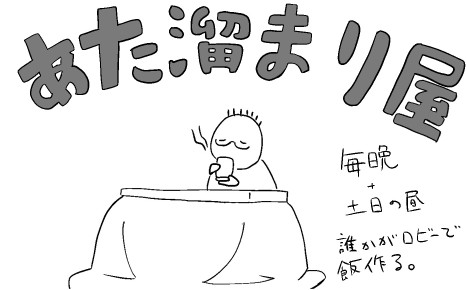 あた溜まり屋
毎晩
+
土日の昼
誰かがロビーで
飯作る。